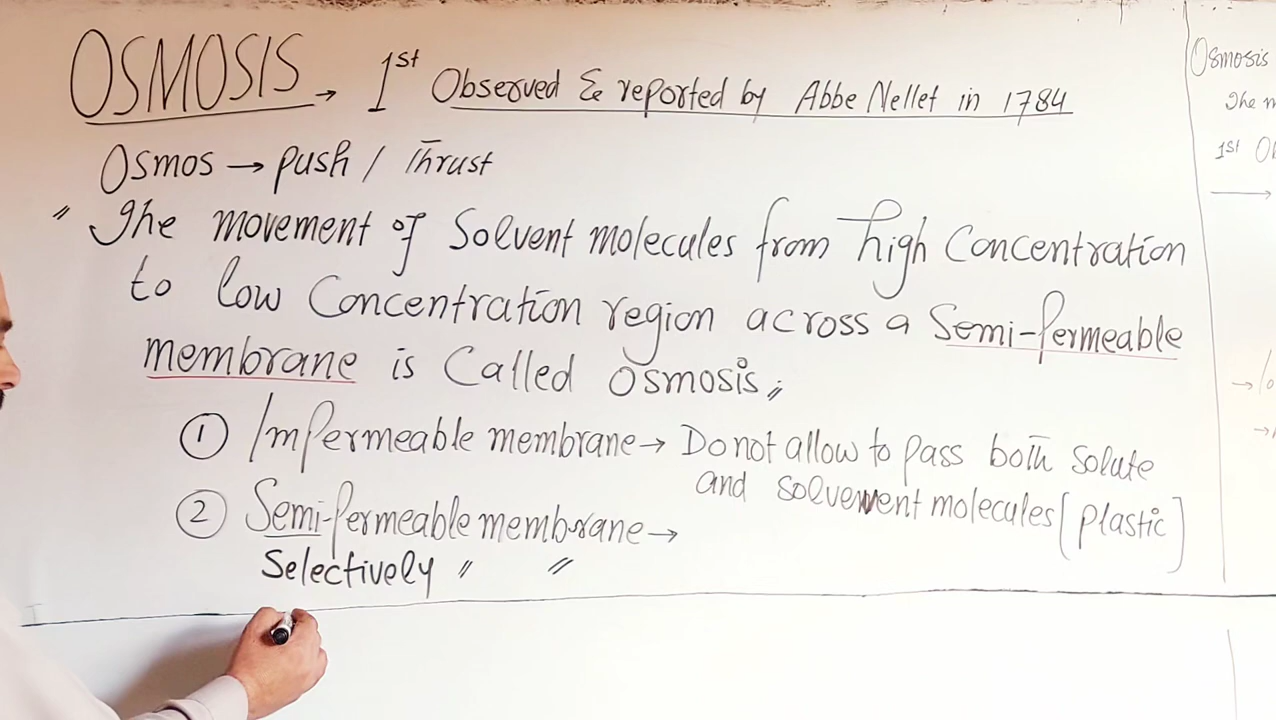 OSMOSIS → 1st Observed & reported by Abbe Nellet in 1784
Osmos → push / Thrust
" The movement of Solvent molecules from high Concentration
to low Concentration region across a Semi-permeable
membrane is Called Osmosis "
① Impermeable membrane → Do not allow to pass both solute
and solvent molecules [plastic]
② Semi-permeable membrane →
Selectively " "
Osmosis
The
1st
→
→
→